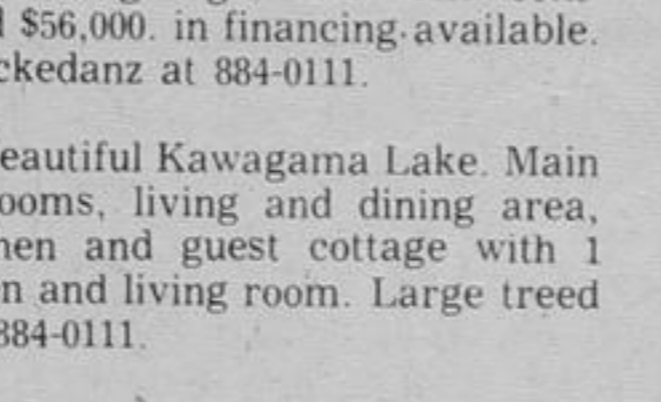 $56,000. in financing available.
ckedanz at 884-0111.
eautiful Kawagama Lake. Main
ooms, living and dining area,
hen and guest cottage with 1
n and living room. Large treed
884-0111.